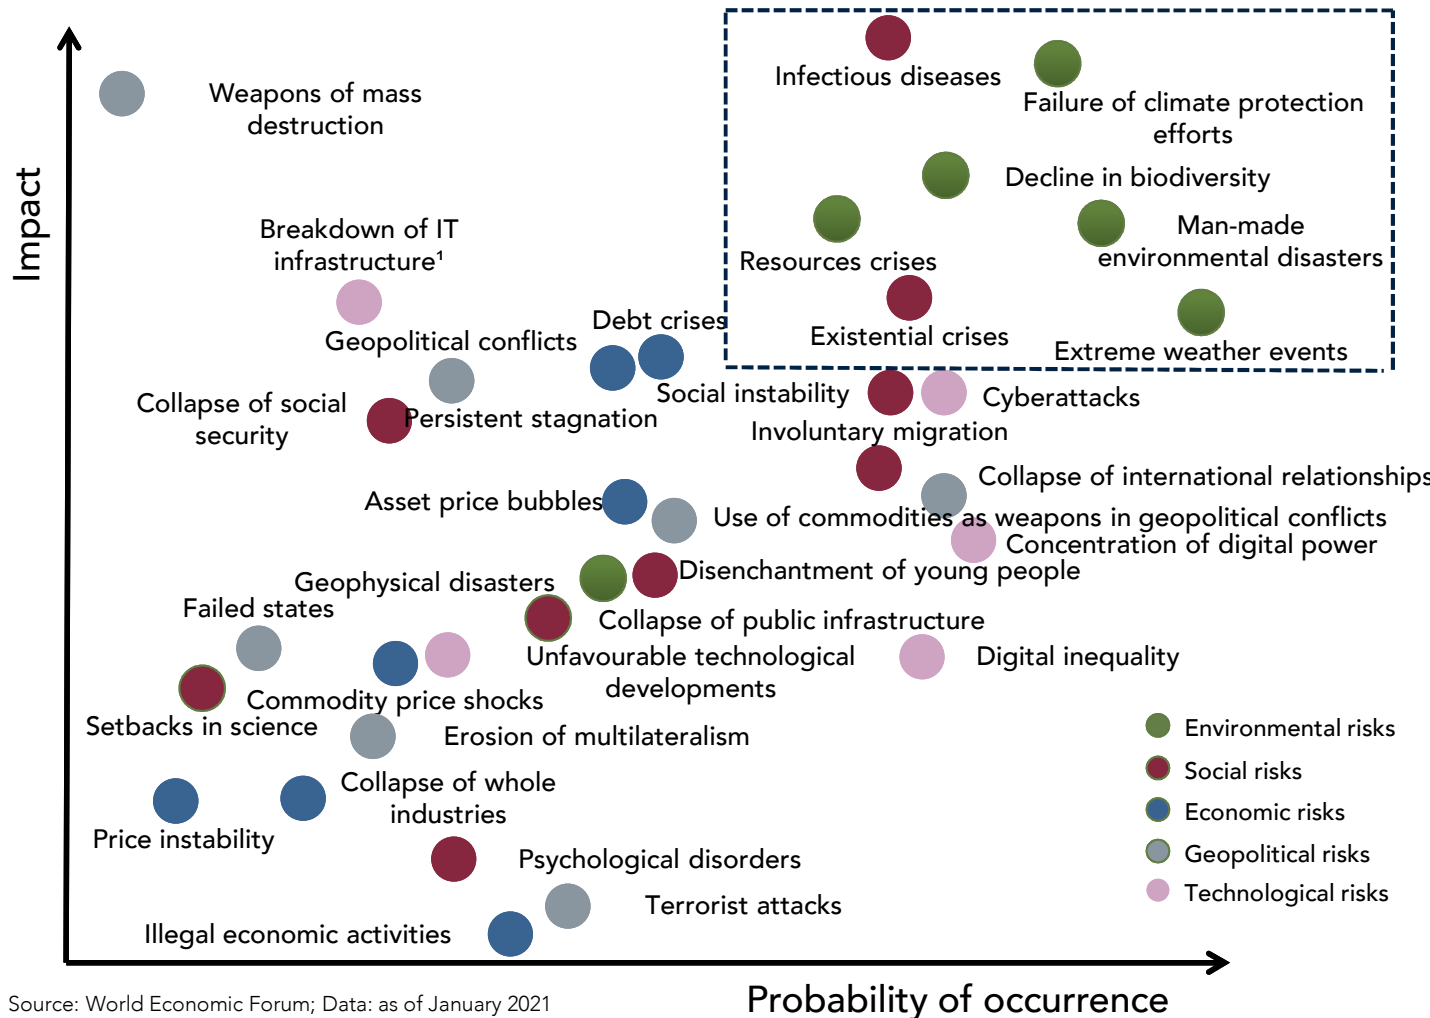 Infectious diseases
Weapons of mass
destruction
Failure of climate protection
efforts
Impact
Decline in biodiversity
Breakdown of IT
infrastructure¹
Man-made
environmental disasters
Resources crises
Debt crises
Existential crises
Geopolitical conflicts
Extreme weather events
Social instability
Cyberattacks
Collapse of social
security
Persistent stagnation
Involuntary migration
Collapse of international relationships
Asset price bubbles
Use of commodities as weapons in geopolitical conflicts
Concentration of digital power
Disenchantment of young people
Geophysical disasters
Failed states
Collapse of public infrastructure
Unfavourable technological
developments
Digital inequality
Commodity price shocks
Setbacks in science
Erosion of multilateralism
Environmental risks
Social risks
Economic risks
Geopolitical risks
Technological risks
Collapse of whole
industries
Price instability
Psychological disorders
Terrorist attacks
Illegal economic activities
Probability of occurrence
Source: World Economic Forum; Data: as of January 2021